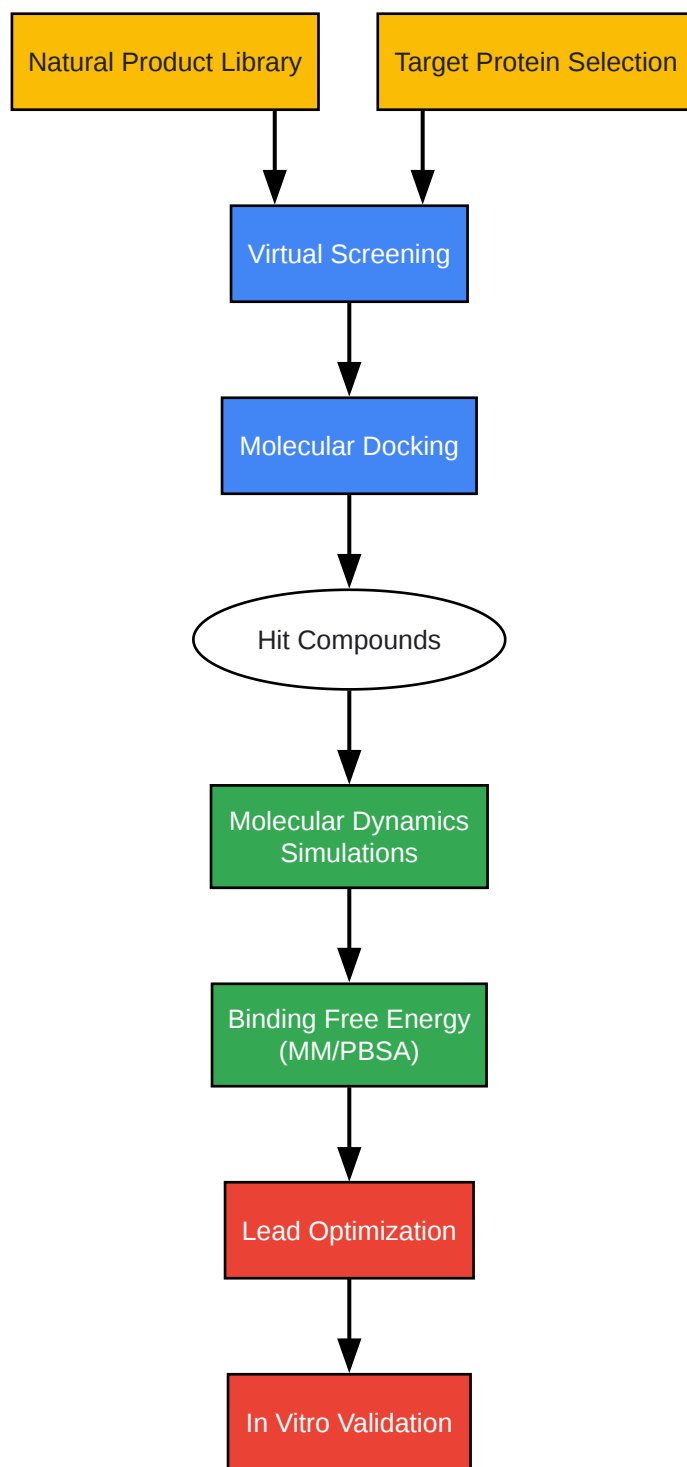 Natural Product Library
Target Protein Selection
Virtual Screening
Molecular Docking
Hit Compounds
Molecular Dynamics
Simulations
Binding Free Energy
(MM/PBSA)
Lead Optimization
In Vitro Validation